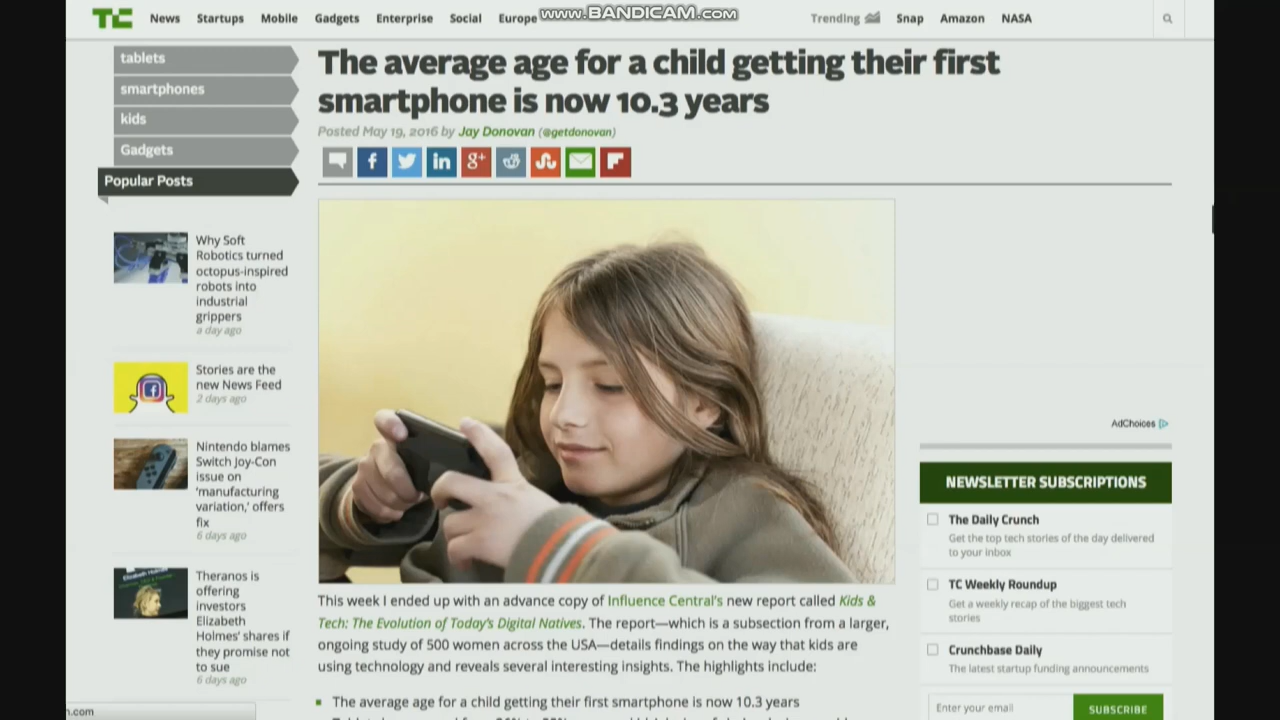 TC
News Startups Mobile Gadgets Enterprise Social Europe
www.BANDICAM.com
Trending Snap Amazon NASA
tablets
smartphones
kids
Gadgets
Popular Posts
Why Soft
Robotics turned
octopus-inspired
robots into
industrial
grippers
a day ago
Stories are the
new News Feed
2 days ago
Nintendo blames
Switch Joy-Con
issue on
'manufacturing
variation,' offers
fix
6 days ago
Theranos is
offering
investors
Elizabeth
Holmes' shares if
they promise not
to sue
6 days ago
n.com
The average age for a child getting their first
smartphone is now 10.3 years
Posted May 19, 2016 by Jay Donovan (@getdonovan)
This week I ended up with an advance copy of Influence Central's new report called Kids &
Tech: The Evolution of Today's Digital Natives. The report—which is a subsection from a larger,
ongoing study of 500 women across the USA—details findings on the way that kids are
using technology and reveals several interesting insights. The highlights include:
The average age for a child getting their first smartphone is now 10.3 years
AdChoices
NEWSLETTER SUBSCRIPTIONS
The Daily Crunch
Get the top tech stories of the day delivered
to your inbox
TC Weekly Roundup
Get a weekly recap of the biggest tech
stories
Crunchbase Daily
The latest startup funding announcements
Enter your email
SUBSCRIBE